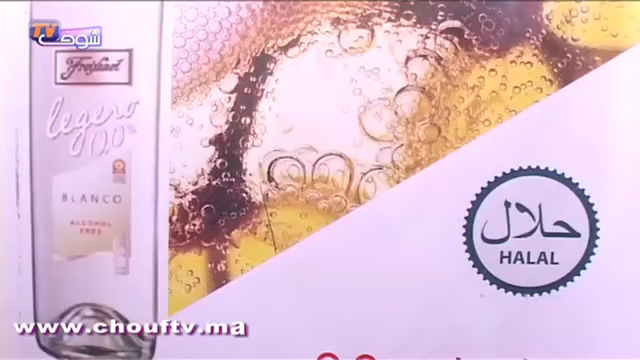 شوف TV
Freixenet
legero
0,0%
BLANCO
ALCOHOL
FREE
حلال
HALAL
www.chouftv.ma